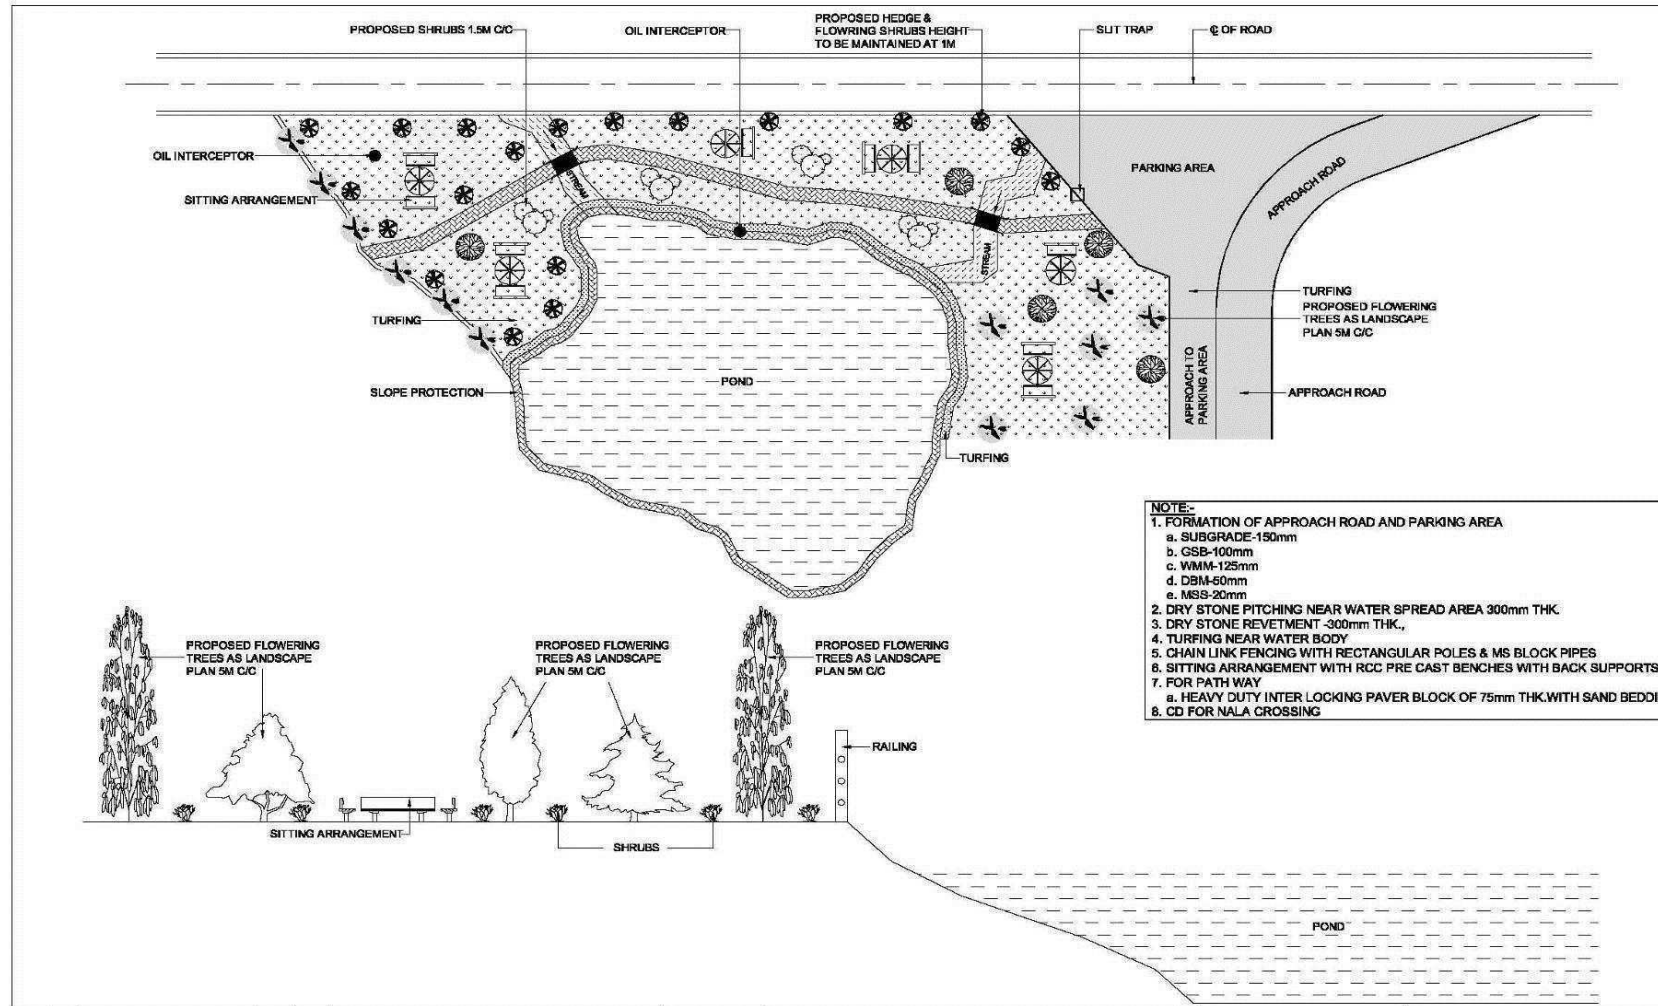 PROPOSED SHRUBS 1.5M C/C
OIL INTERCEPTOR
PROPOSED HEDGE &
FLOWRING SHRUBS HEIGHT
TO BE MAINTAINED AT 1M
SLIT TRAP
℄ OF ROAD
OIL INTERCEPTOR
SITTING ARRANGEMENT
STREAM
PARKING AREA
APPROACH ROAD
STREAM
TURFING
SLOPE PROTECTION
POND
TURFING
TURFING
PROPOSED FLOWERING
TREES AS LANDSCAPE
PLAN 5M C/C
APPROACH TO
PARKING AREA
APPROACH ROAD
NOTE:-
1. FORMATION OF APPROACH ROAD AND PARKING AREA
a. SUBGRADE-150mm
b. GSB-100mm
c. WMM-125mm
d. DBM-50mm
e. MSS-20mm
2. DRY STONE PITCHING NEAR WATER SPREAD AREA 300mm THK.
3. DRY STONE REVETMENT -300mm THK.,
4. TURFING NEAR WATER BODY
5. CHAIN LINK FENCING WITH RECTANGULAR POLES & MS BLOCK PIPES
6. SITTING ARRANGEMENT WITH RCC PRE CAST BENCHES WITH BACK SUPPORTS
7. FOR PATH WAY
a. HEAVY DUTY INTER LOCKING PAVER BLOCK OF 75mm THK.WITH SAND BEDDI
8. CD FOR NALA CROSSING
PROPOSED FLOWERING
TREES AS LANDSCAPE
PLAN 5M C/C
PROPOSED FLOWERING
TREES AS LANDSCAPE
PLAN 5M C/C
PROPOSED FLOWERING
TREES AS LANDSCAPE
PLAN 5M C/C
RAILING
SITTING ARRANGEMENT
SHRUBS
POND